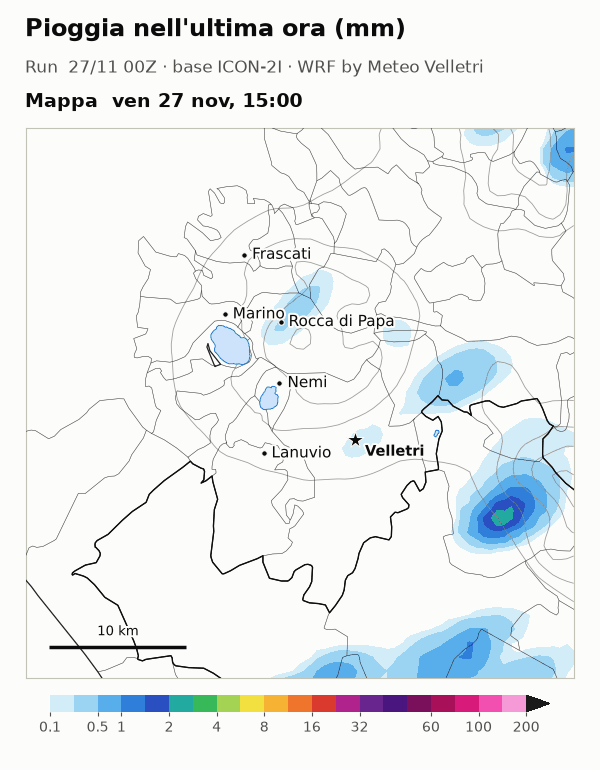 Pioggia nell'ultima ora (mm)
Run  27/11 00Z · base ICON-2I · WRF by Meteo Velletri
Mappa  ven 27 nov, 15:00
Frascati
Marino
Rocca di Papa
Nemi
Velletri
Lanuvio
10 km
0.1 0.5 1 2 4 8 16 32 60 100 200